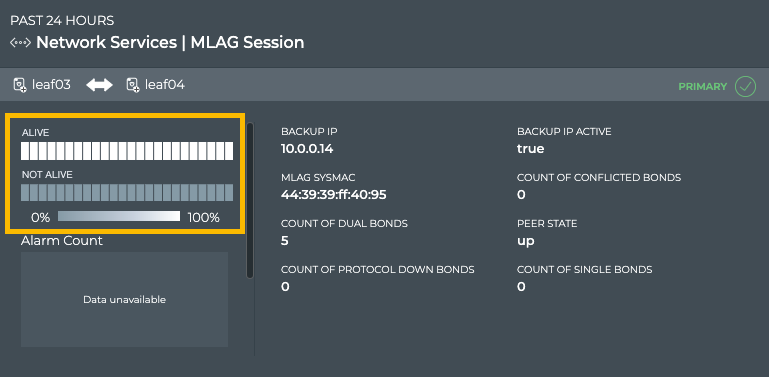 PAST 24 HOURS
Network Services | MLAG Session
leaf03 leaf04
PRIMARY
ALIVE
NOT ALIVE
0% 100%
Alarm Count
Data unavailable
BACKUP IP
10.0.0.14
BACKUP IP ACTIVE
true
MLAG SYSMAC
44:39:39:ff:40:95
COUNT OF CONFLICTED BONDS
0
COUNT OF DUAL BONDS
5
PEER STATE
up
COUNT OF PROTOCOL DOWN BONDS
0
COUNT OF SINGLE BONDS
0